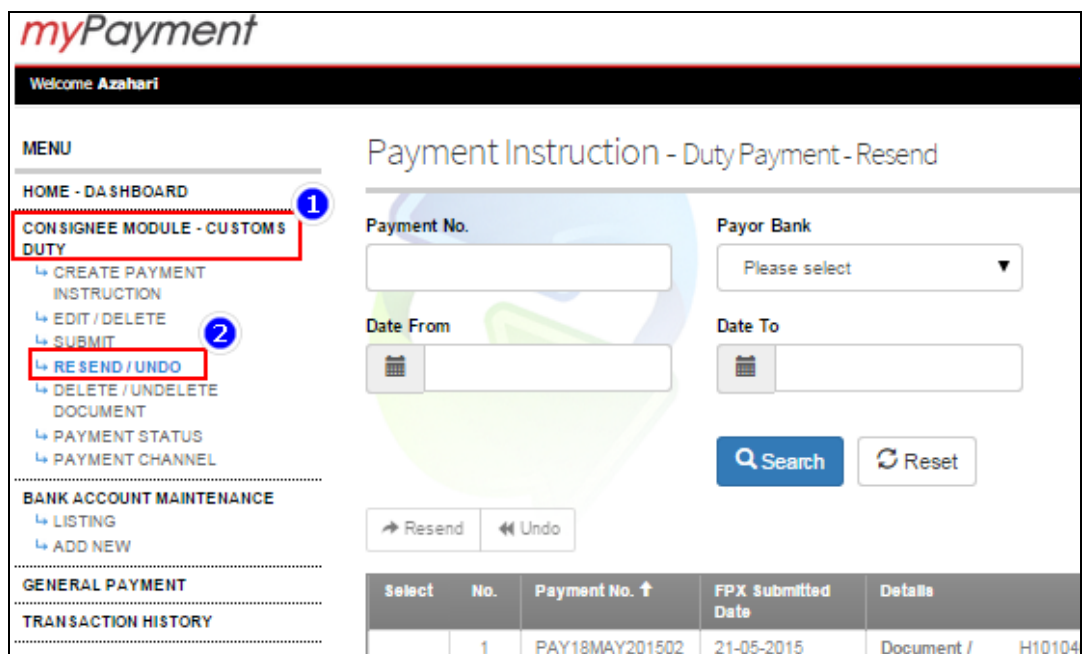 myPayment
Welcome Azahari
MENU
HOME - DASHBOARD
1
CONSIGNEE MODULE - CUSTOMS
DUTY
CREATE PAYMENT
INSTRUCTION
EDIT / DELETE
2
SUBMIT
RESEND / UNDO
DELETE / UNDELETE
DOCUMENT
PAYMENT STATUS
PAYMENT CHANNEL
BANK ACCOUNT MAINTENANCE
LISTING
ADD NEW
GENERAL PAYMENT
TRANSACTION HISTORY
Payment Instruction - Duty Payment - Resend
Payment No. Payor Bank
Please select
Date From Date To
Search Reset
Resend Undo
Select No. Payment No. FPX Submitted Details
Date
1 PAY18MAY201502 21-05-2015 Document / H10104